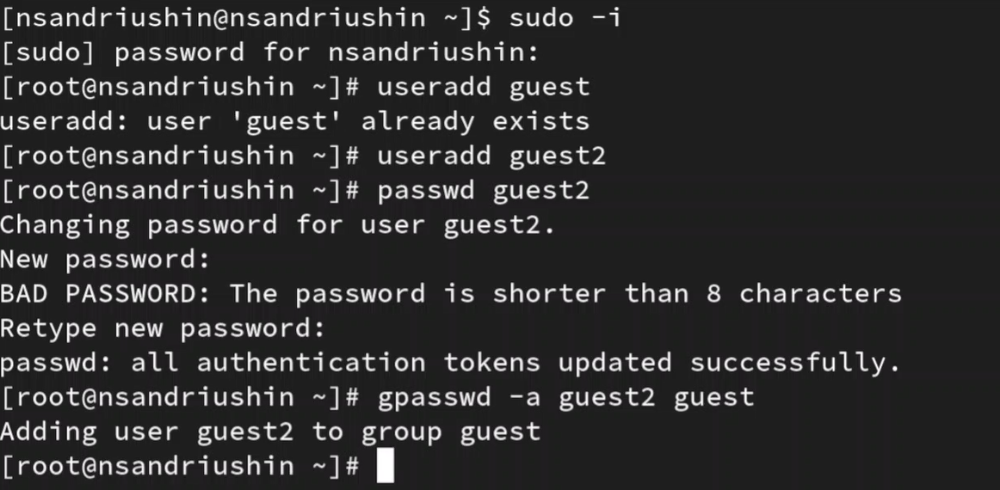 [nsandriushin@nsandriushin ~]$ sudo -i
[sudo] password for nsandriushin:
[root@nsandriushin ~]# useradd guest
useradd: user 'guest' already exists
[root@nsandriushin ~]# useradd guest2
[root@nsandriushin ~]# passwd guest2
Changing password for user guest2.
New password:
BAD PASSWORD: The password is shorter than 8 characters
Retype new password:
passwd: all authentication tokens updated successfully.
[root@nsandriushin ~]# gpasswd -a guest2 guest
Adding user guest2 to group guest
[root@nsandriushin ~]#